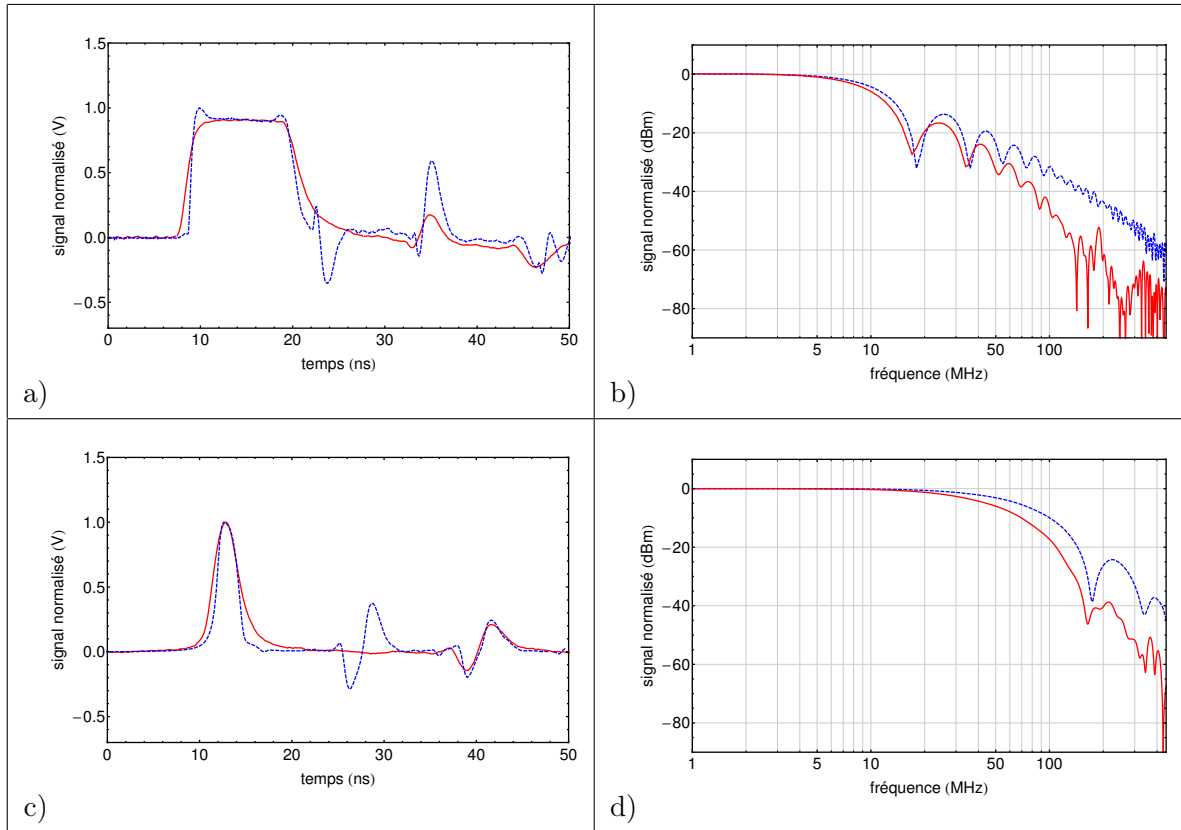 signal normalisé (V)
1.5
1.0
0.5
0.0
−0.5
0 10 20 30 40 50
temps (ns)
a)
signal normalisé (dBm)
0
−20
−40
−60
−80
1 5 10 50 100
fréquence (MHz)
b)
signal normalisé (V)
1.5
1.0
0.5
0.0
−0.5
0 10 20 30 40 50
temps (ns)
c)
signal normalisé (dBm)
0
−20
−40
−60
−80
1 5 10 50 100
fréquence (MHz)
d)